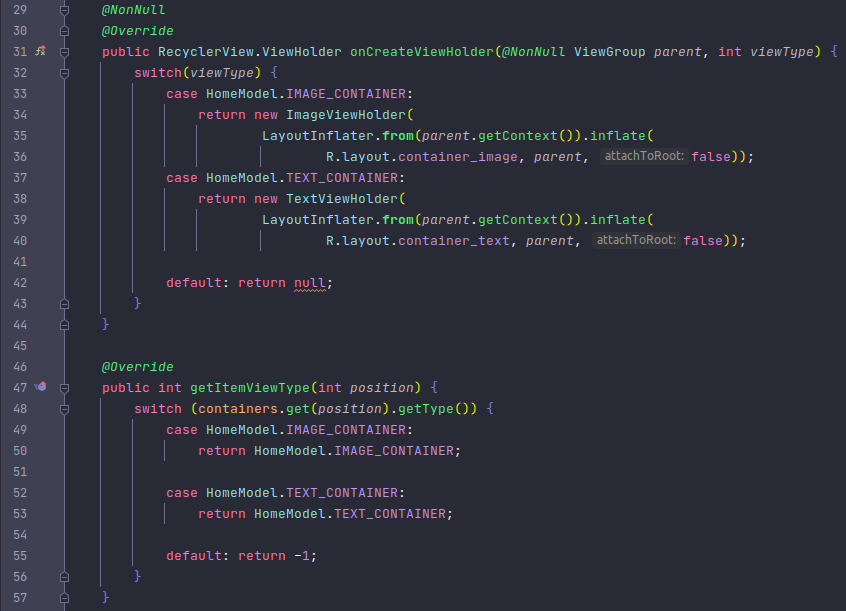 29 @NonNull
30 @Override
31 public RecyclerView.ViewHolder onCreateViewHolder(@NonNull ViewGroup parent, int viewType) {
32 switch(viewType) {
33 case HomeModel.IMAGE_CONTAINER:
34 return new ImageViewHolder(
35 LayoutInflater.from(parent.getContext()).inflate(
36 R.layout.container_image, parent, attachToRoot: false));
37 case HomeModel.TEXT_CONTAINER:
38 return new TextViewHolder(
39 LayoutInflater.from(parent.getContext()).inflate(
40 R.layout.container_text, parent, attachToRoot: false));
41
42 default: return null;
43 }
44 }
45
46 @Override
47 public int getItemViewType(int position) {
48 switch (containers.get(position).getType()) {
49 case HomeModel.IMAGE_CONTAINER:
50 return HomeModel.IMAGE_CONTAINER;
51
52 case HomeModel.TEXT_CONTAINER:
53 return HomeModel.TEXT_CONTAINER;
54
55 default: return -1;
56 }
57 }